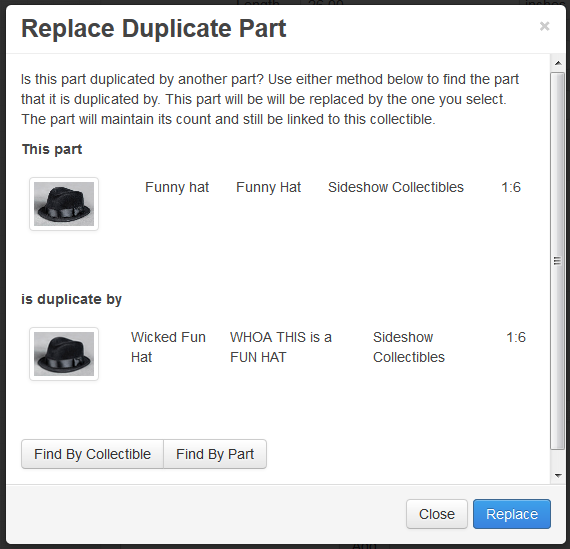 Length 26.00 inches
Replace Duplicate Part ×
Is this part duplicated by another part? Use either method below to find the part
that it is duplicated by. This part will be will be replaced by the one you select.
The part will maintain its count and still be linked to this collectible.
This part
Funny hat Funny Hat Sideshow Collectibles 1:6
is duplicate by
Wicked Fun WHOA THIS is a Sideshow 1:6
Hat FUN HAT Collectibles
Find By Collectible Find By Part
Close Replace